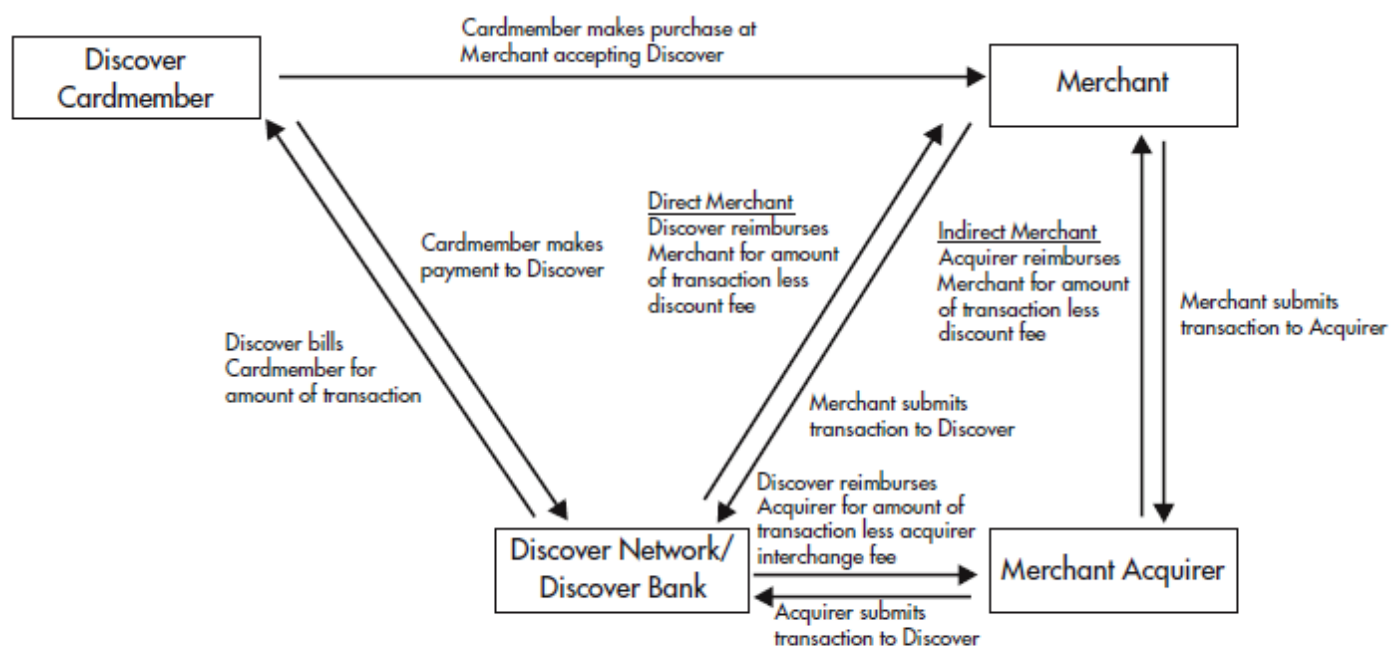 Cardmember makes purchase at
Merchant accepting Discover
Discover
Cardmember
Merchant
Direct Merchant
Discover reimburses
Merchant for amount
of transaction less
discount fee
Indirect Merchant
Acquirer reimburses
Merchant for amount
of transaction less
discount fee
Cardmember makes
payment to Discover
Merchant submits
transaction to Acquirer
Discover bills
Cardmember for
amount of transaction
Merchant submits
transaction to Discover
Discover reimburses
Acquirer for amount of
transaction less acquirer
interchange fee
Discover Network/
Discover Bank
Merchant Acquirer
Acquirer submits
transaction to Discover